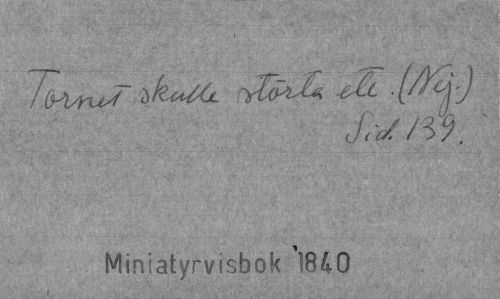 Tornet skulle störta etc. (Nej.)
Sid. 139.
Miniatyrvisbok 1840